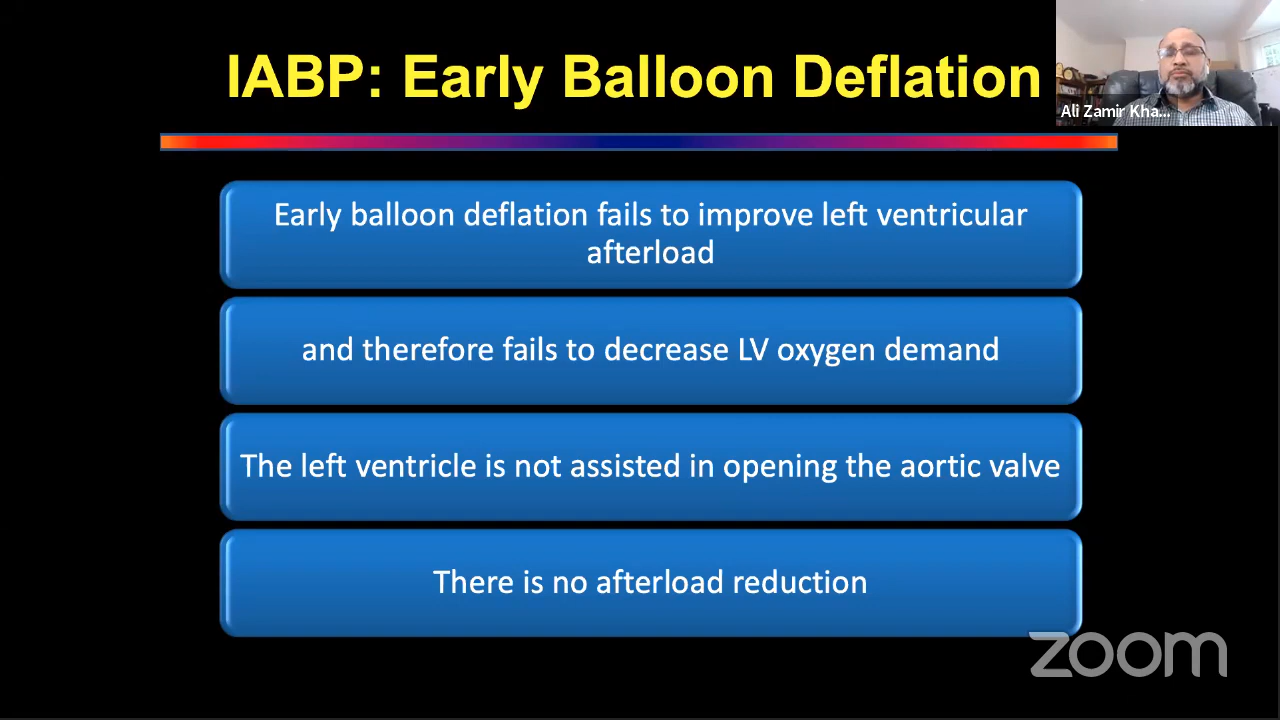 IABP: Early Balloon Deflation
Ali Zamir Kha...
Early balloon deflation fails to improve left ventricular
afterload
and therefore fails to decrease LV oxygen demand
The left ventricle is not assisted in opening the aortic valve
There is no afterload reduction
zoom